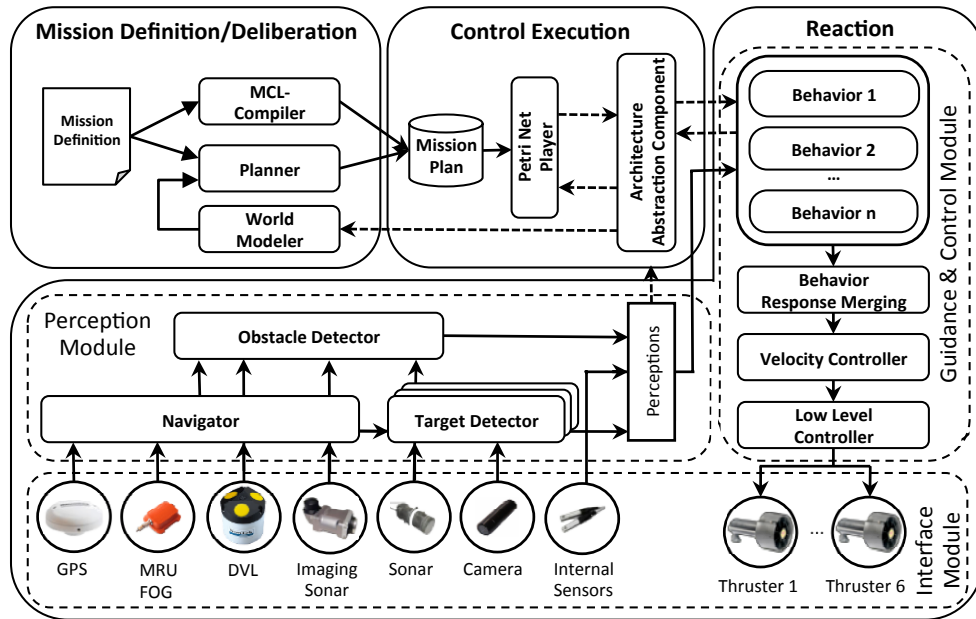 Mission Definition/Deliberation
Mission
Definition
MCL-
Compiler
Planner
World
Modeler
Control Execution
Mission
Plan
Petri Net
Player
Architecture
Abstraction Component
Reaction
Behavior 1
Behavior 2
...
Behavior n
Behavior
Response Merging
Velocity Controller
Low Level
Controller
Guidance & Control Module
Perception
Module
Obstacle Detector
Navigator
Target Detector
Perceptions
GPS
MRU
FOG
DVL
Imaging
Sonar
Sonar
Camera
Internal
Sensors
...
Thruster 1
Thruster 6
Interface
Module